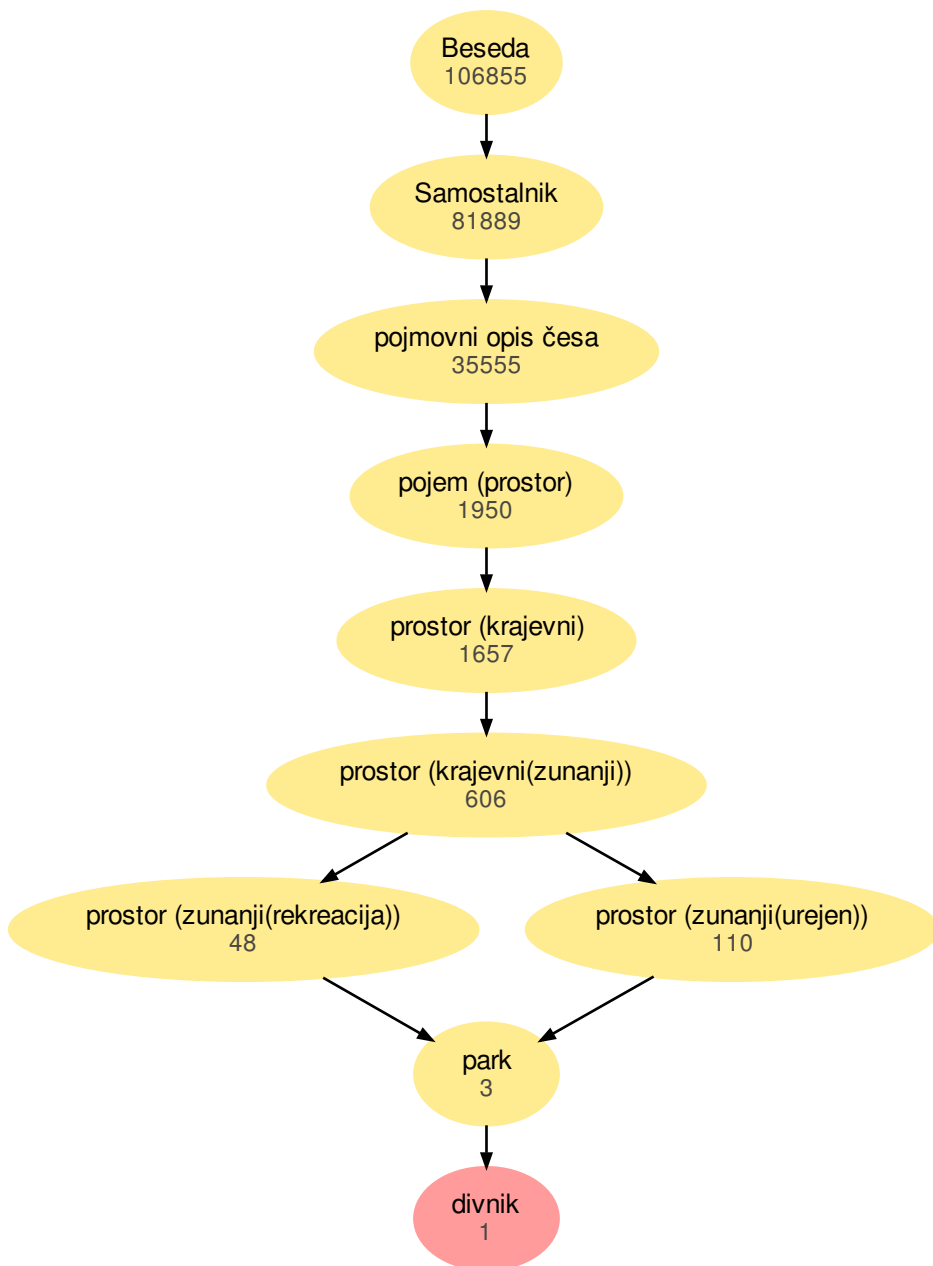 Beseda
106855
Samostalnik
81889
pojmovni opis česa
35555
pojem (prostor)
1950
prostor (krajevni)
1657
prostor (krajevni(zunanji))
606
prostor (zunanji(rekreacija))
48
prostor (zunanji(urejen))
110
park
3
divnik
1